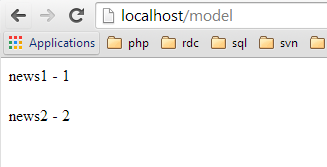 localhost/model
Applications php rdc sql svn
news1 - 1
news2 - 2